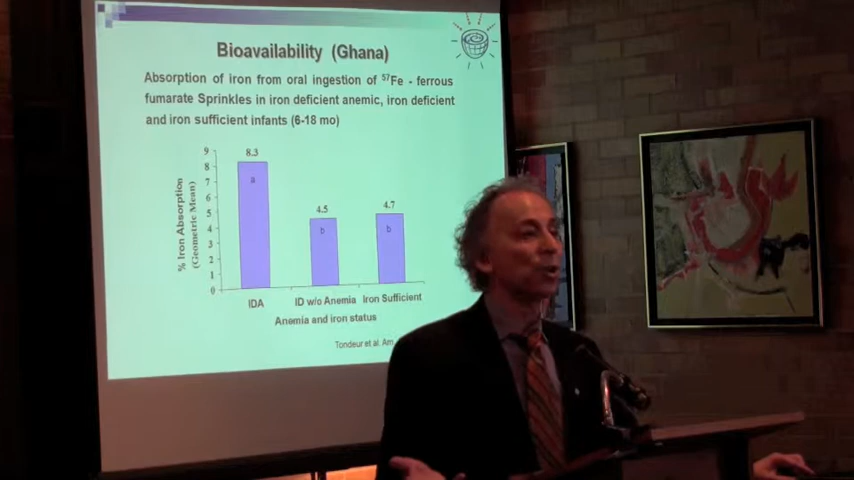 Bioavailability (Ghana)
Absorption of iron from oral ingestion of ⁵⁷Fe - ferrous
fumarate Sprinkles in iron deficient anemic, iron deficient
and iron sufficient infants (6-18 mo)
% Iron Absorption
(Geometric Mean)
9
8
7
6
5
4
3
2
1
0
8.3
a
4.5
b
4.7
b
IDA
ID w/o Anemia
Iron Sufficient
Anemia and iron status
Tondeur et al. Am